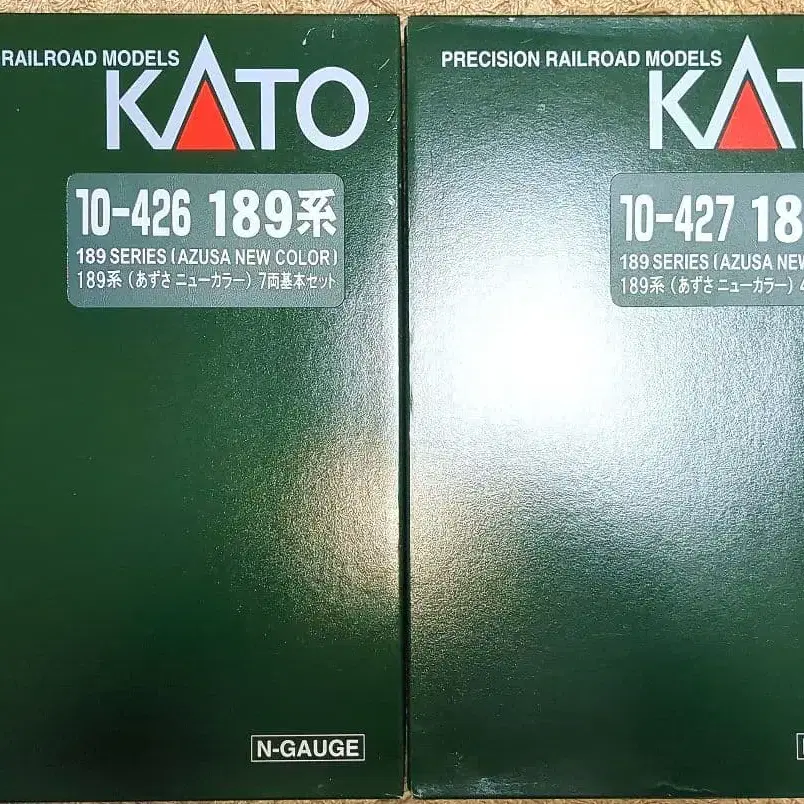 RAILROAD MODELS
KATO
10-426 189系
189 SERIES (AZUSA NEW COLOR)
189系 (あずさ ニューカラー) 7両基本セット
N-GAUGE
PRECISION RAILROAD MODELS
KAT
10-427 18
189 SERIES (AZUSA NEW
189系 (あずさ ニューカラー)